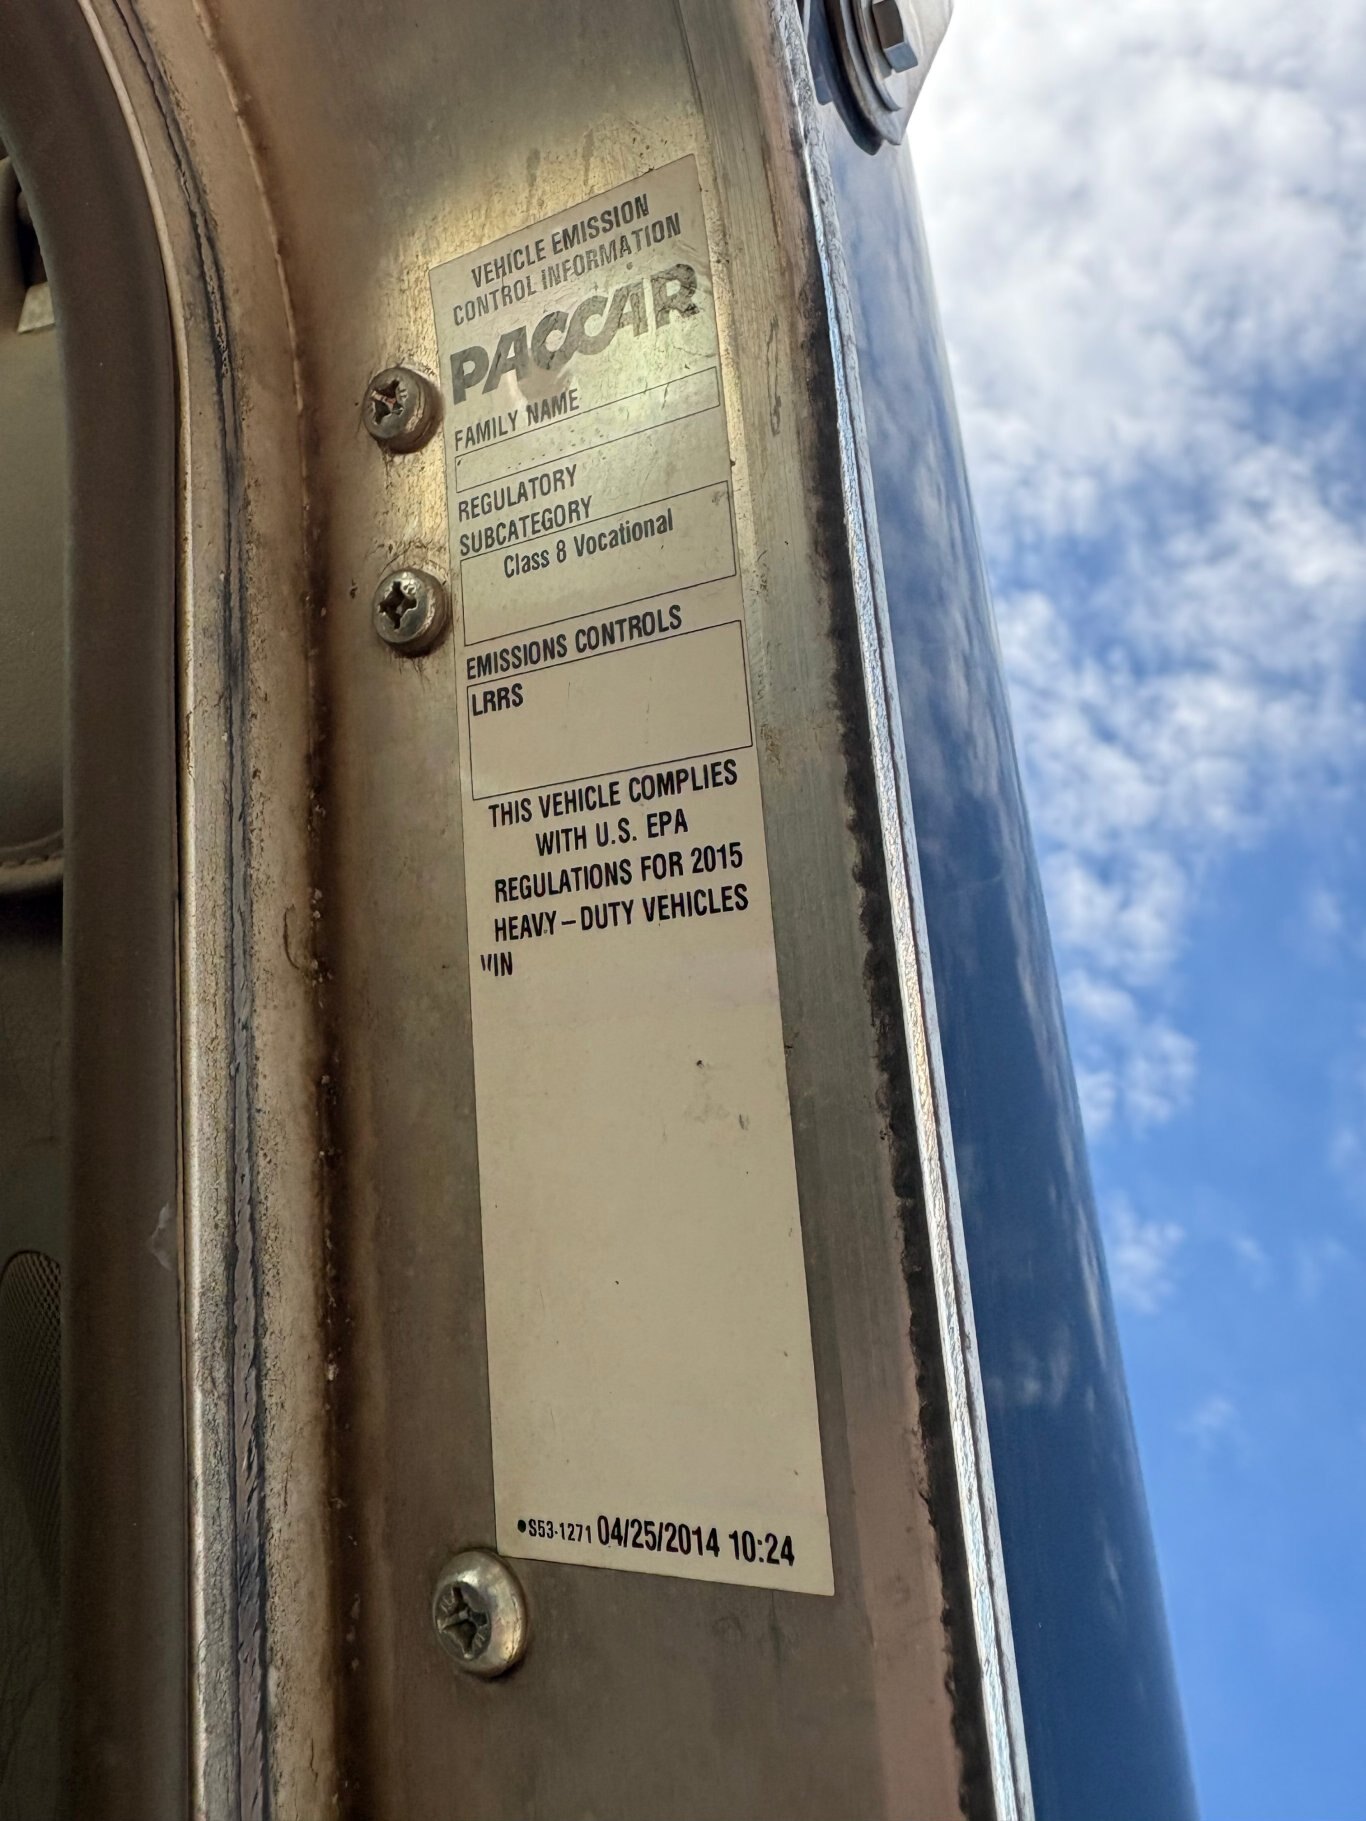 VEHICLE EMISSION
CONTROL INFORMATION
PACCAR
FAMILY NAME
REGULATORY
SUBCATEGORY
Class 8 Vocational
EMISSIONS CONTROLS
LRRS
THIS VEHICLE COMPLIES
WITH U.S. EPA
REGULATIONS FOR 2015
HEAVY–DUTY VEHICLES
VIN
•S53-1271 04/25/2014 10:24